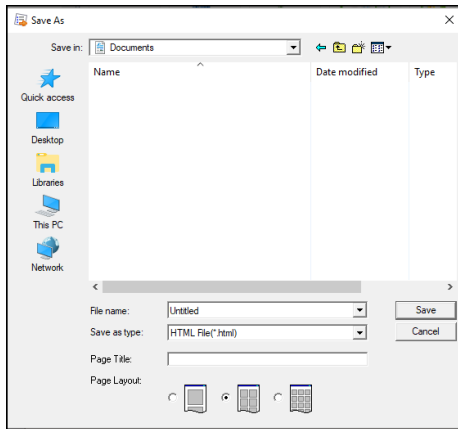 Save As
Save in: Documents
Name Date modified Type
Quick access
Desktop
Libraries
This PC
Network
File name: Untitled Save
Save as type: HTML File(*.html) Cancel
Page Title:
Page Layout: